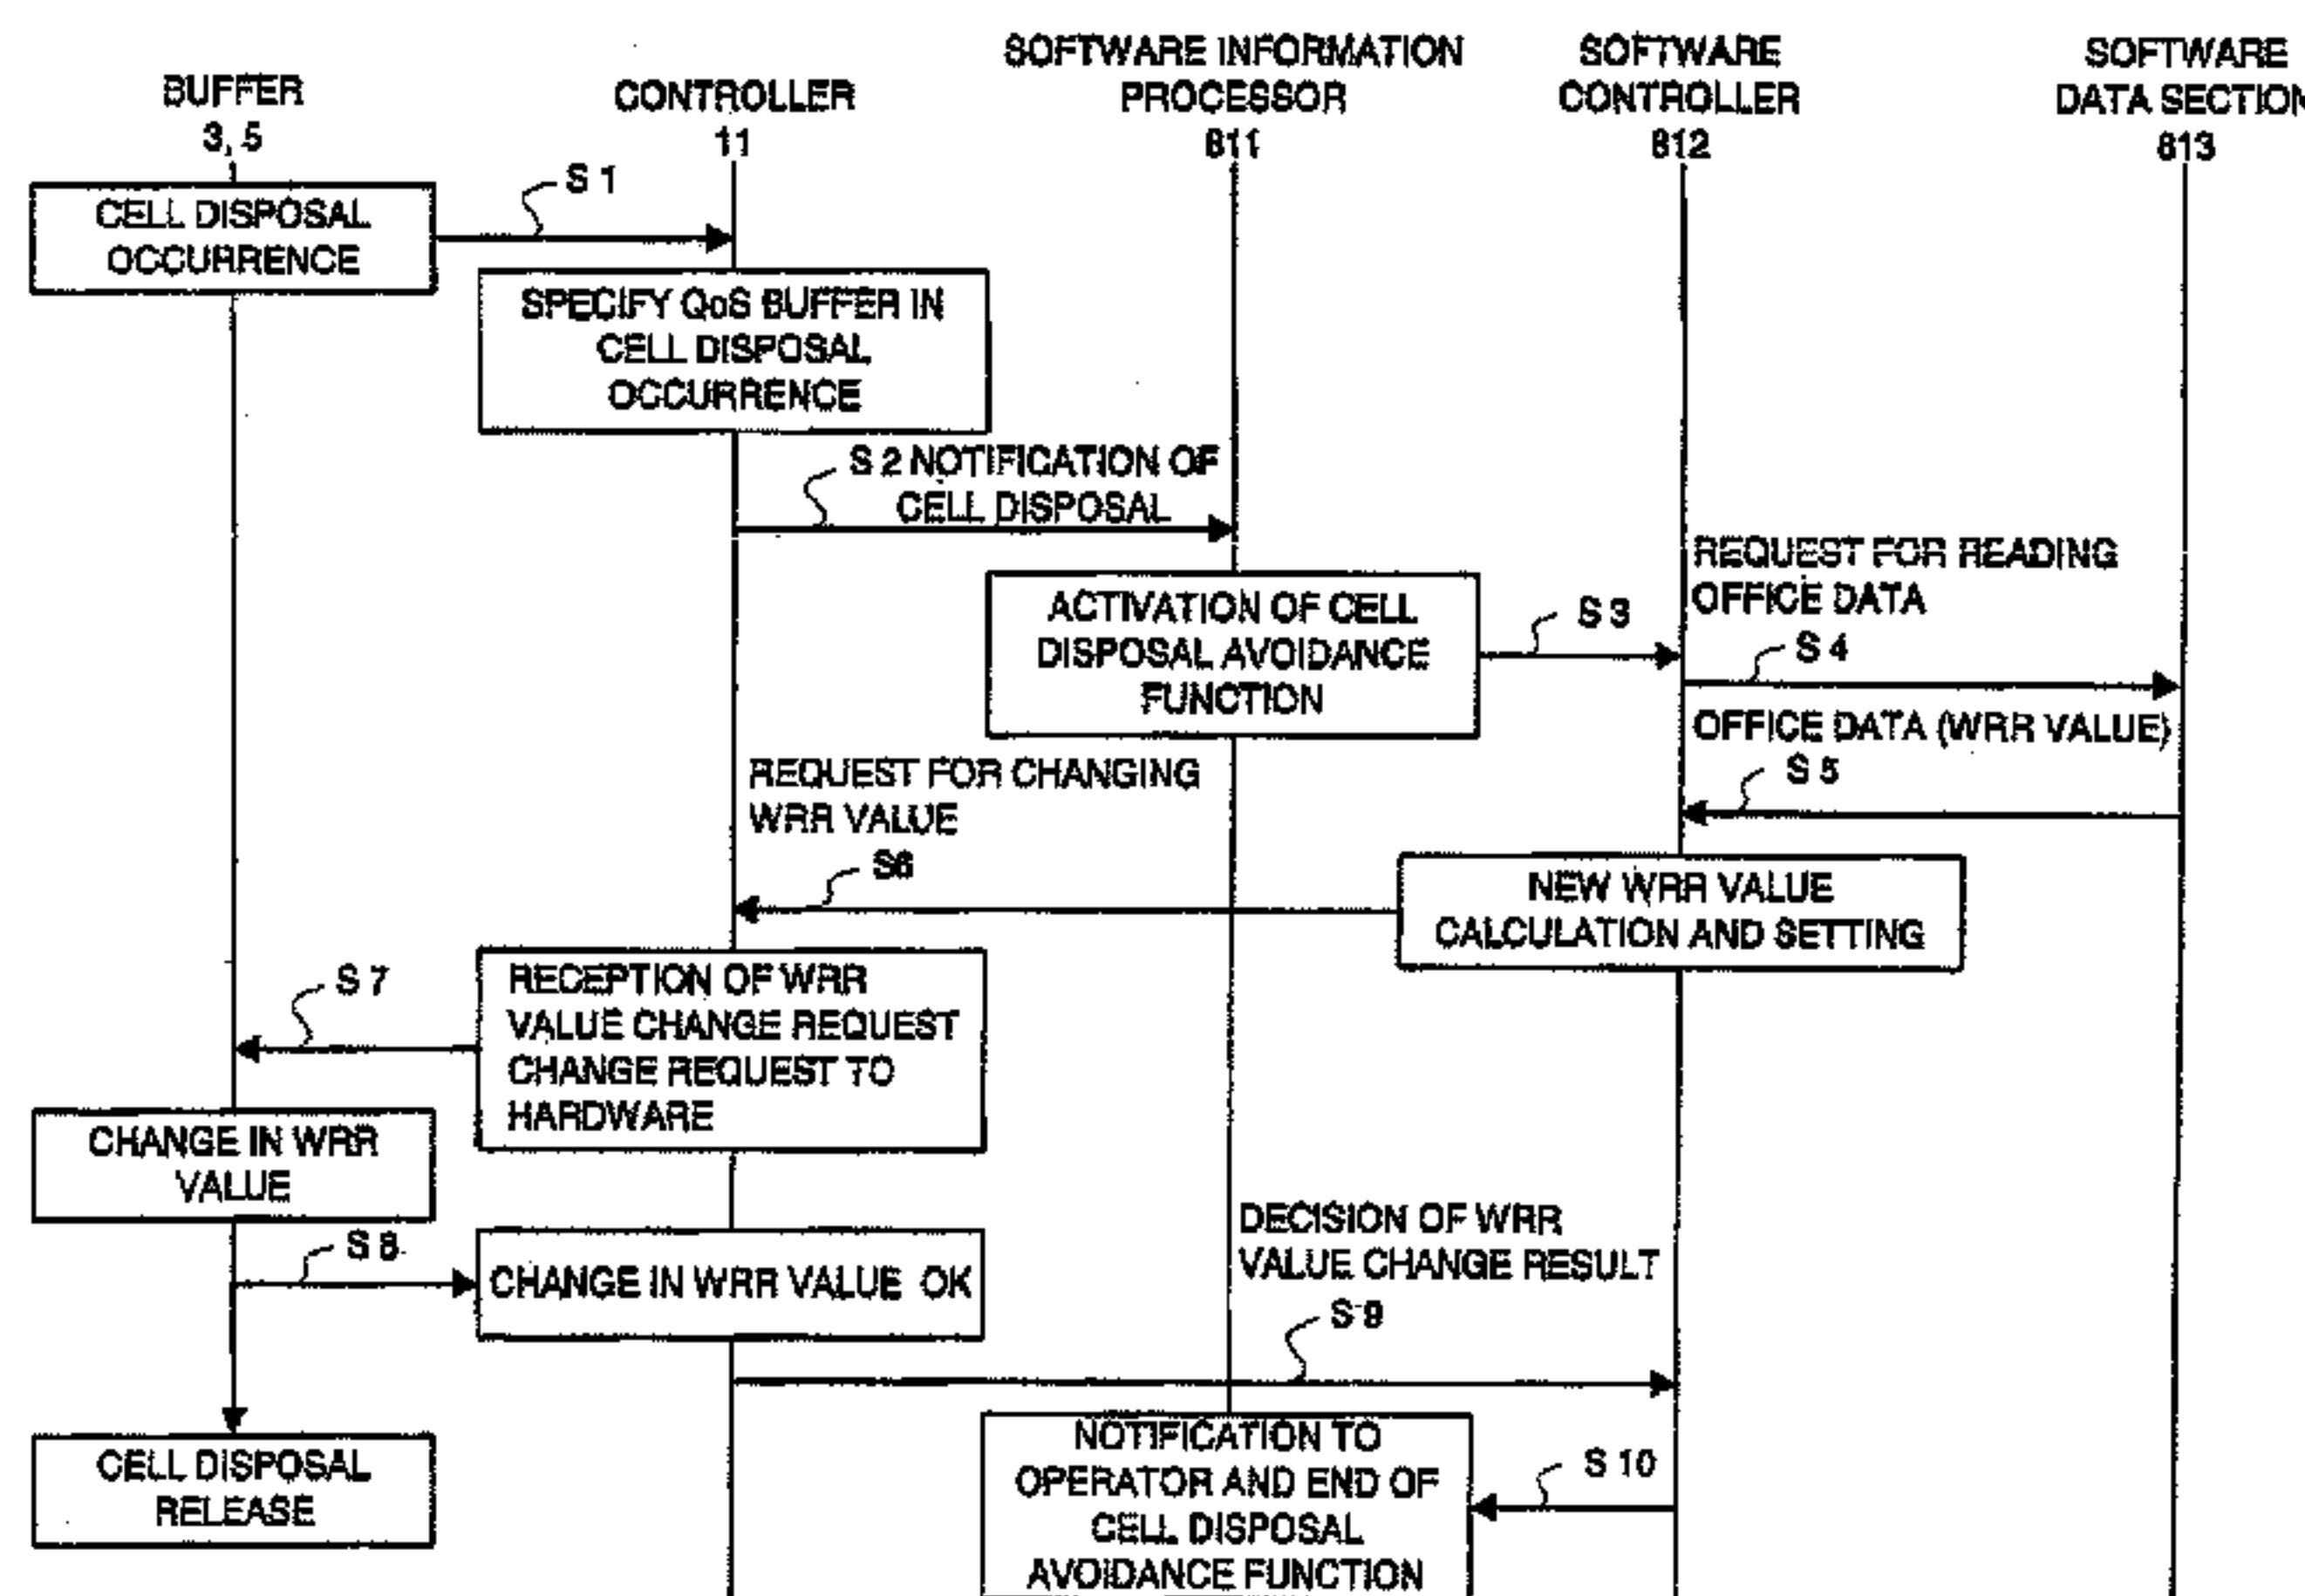 BUFFER
3, 5
CONTROLLER
11
SOFTWARE INFORMATION
PROCESSOR
811
SOFTWARE
CONTROLLER
812
SOFTWARE
DATA SECTION
813
CELL DISPOSAL
OCCURRENCE
S 1
SPECIFY QoS BUFFER IN
CELL DISPOSAL
OCCURRENCE
S 2 NOTIFICATION OF
CELL DISPOSAL
ACTIVATION OF CELL
DISPOSAL AVOIDANCE
FUNCTION
S 3
REQUEST FOR READING
OFFICE DATA
S 4
OFFICE DATA (WRR VALUE)
S 5
NEW WRR VALUE
CALCULATION AND SETTING
REQUEST FOR CHANGING
WRR VALUE
S6
RECEPTION OF WRR
VALUE CHANGE REQUEST
CHANGE REQUEST TO
HARDWARE
S 7
CHANGE IN WRR
VALUE
S 8
CHANGE IN WRR VALUE OK
DECISION OF WRR
VALUE CHANGE RESULT
S 9
CELL DISPOSAL
RELEASE
NOTIFICATION TO
OPERATOR AND END OF
CELL DISPOSAL
AVOIDANCE FUNCTION
S 10